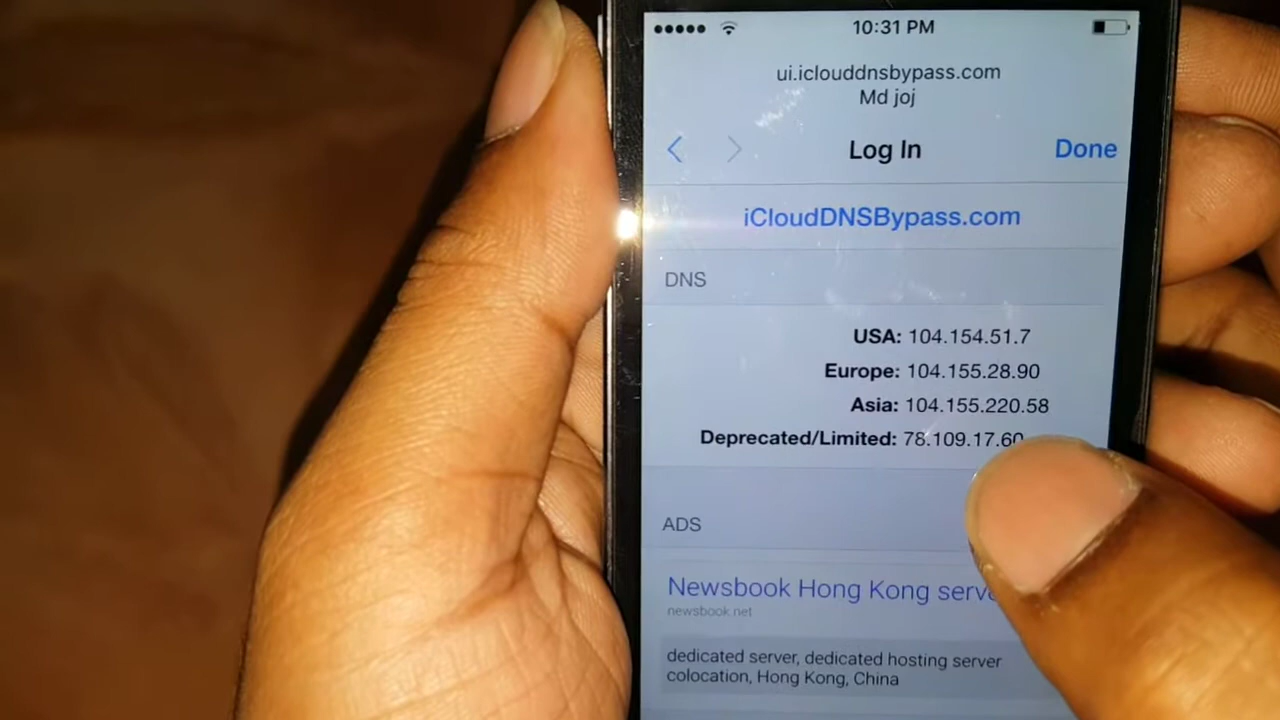 10:31 PM
ui.iclouddnsbypass.com
Md joj
Log In
Done
iCloudDNSBypass.com
DNS
USA: 104.154.51.7
Europe: 104.155.28.90
Asia: 104.155.220.58
Deprecated/Limited: 78.109.17.60
ADS
Newsbook Hong Kong
newsbook.net
dedicated server, dedicated hosting server
colocation, Hong Kong, China